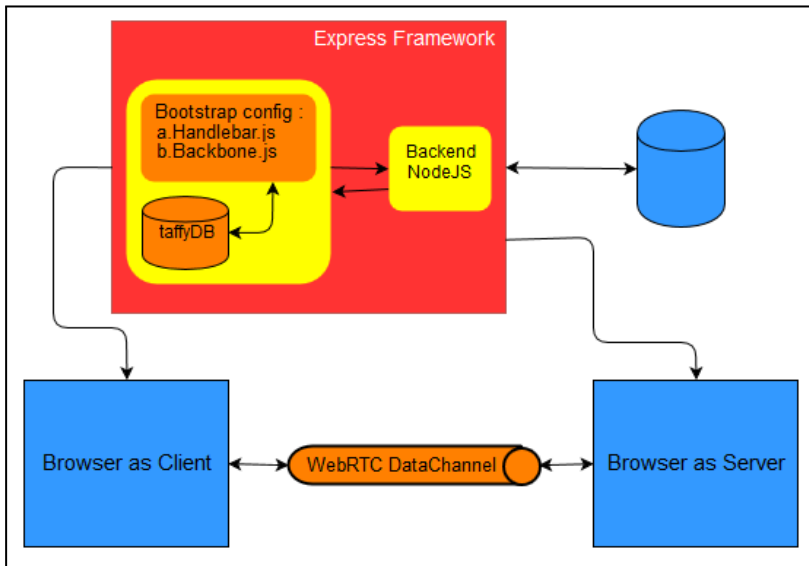 Express Framework
Bootstrap config :
a.Handlebar.js
b.Backbone.js
Backend
NodeJS
taffyDB
Browser as Client
WebRTC DataChannel
Browser as Server